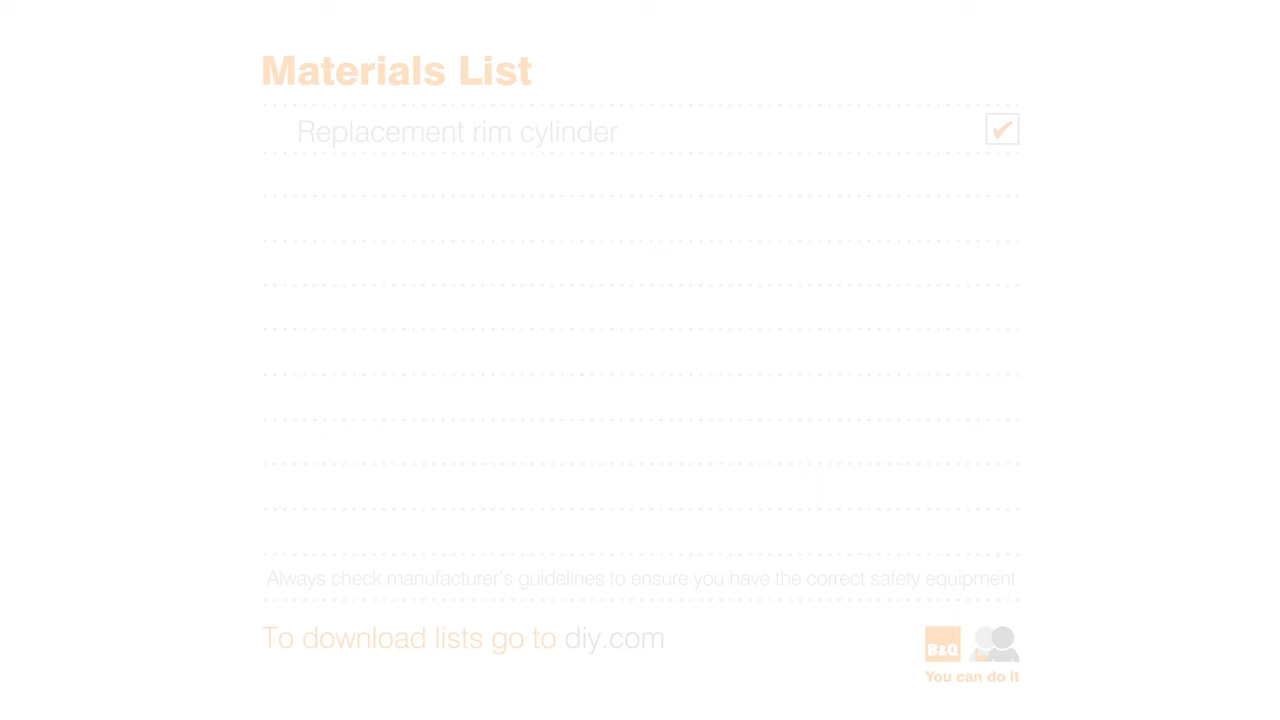 Materials List
Replacement rim cylinder
Always check manufacturer's guidelines to ensure you have the correct safety equipment
To download lists go to diy.com
B&Q
You can do it